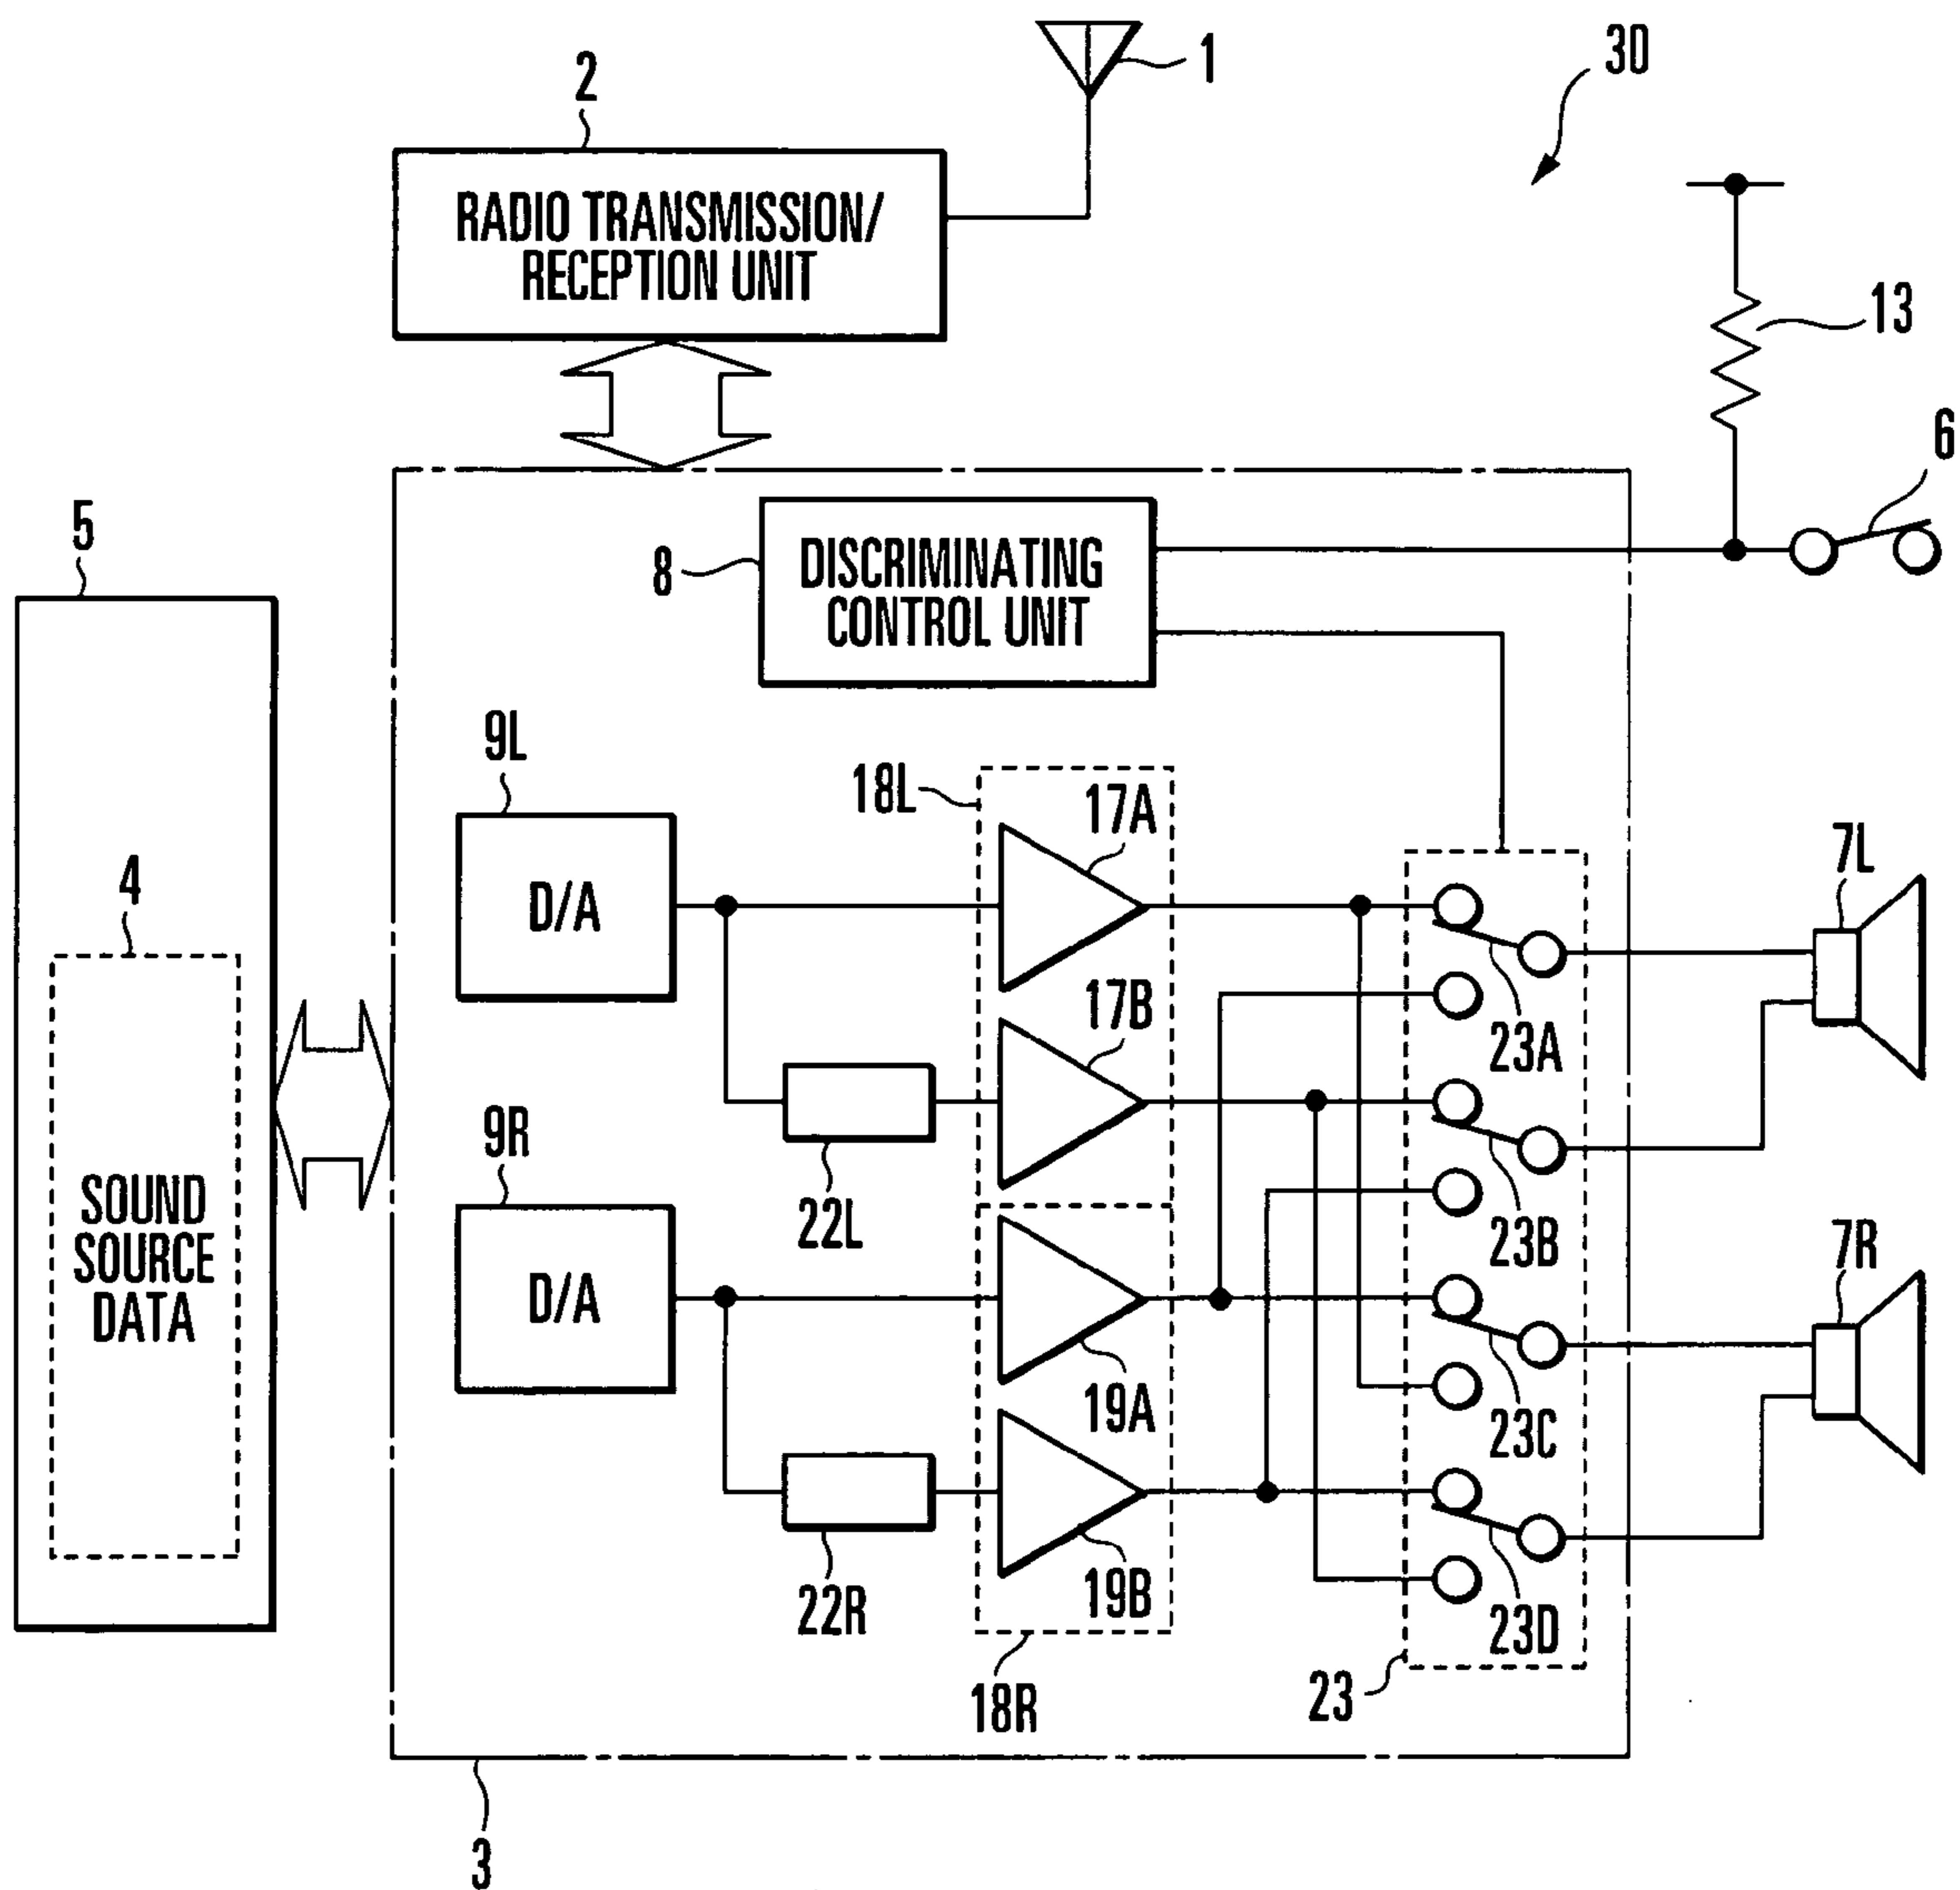 1
30
2
RADIO TRANSMISSION/
RECEPTION UNIT
13
6
5
8
DISCRIMINATING
CONTROL UNIT
9L
18L
17A
7L
4
D/A
17B
23A
9R
SOUND
SOURCE
DATA
22L
23B
7R
D/A
19A
23C
22R
19B
23D
18R
23
3